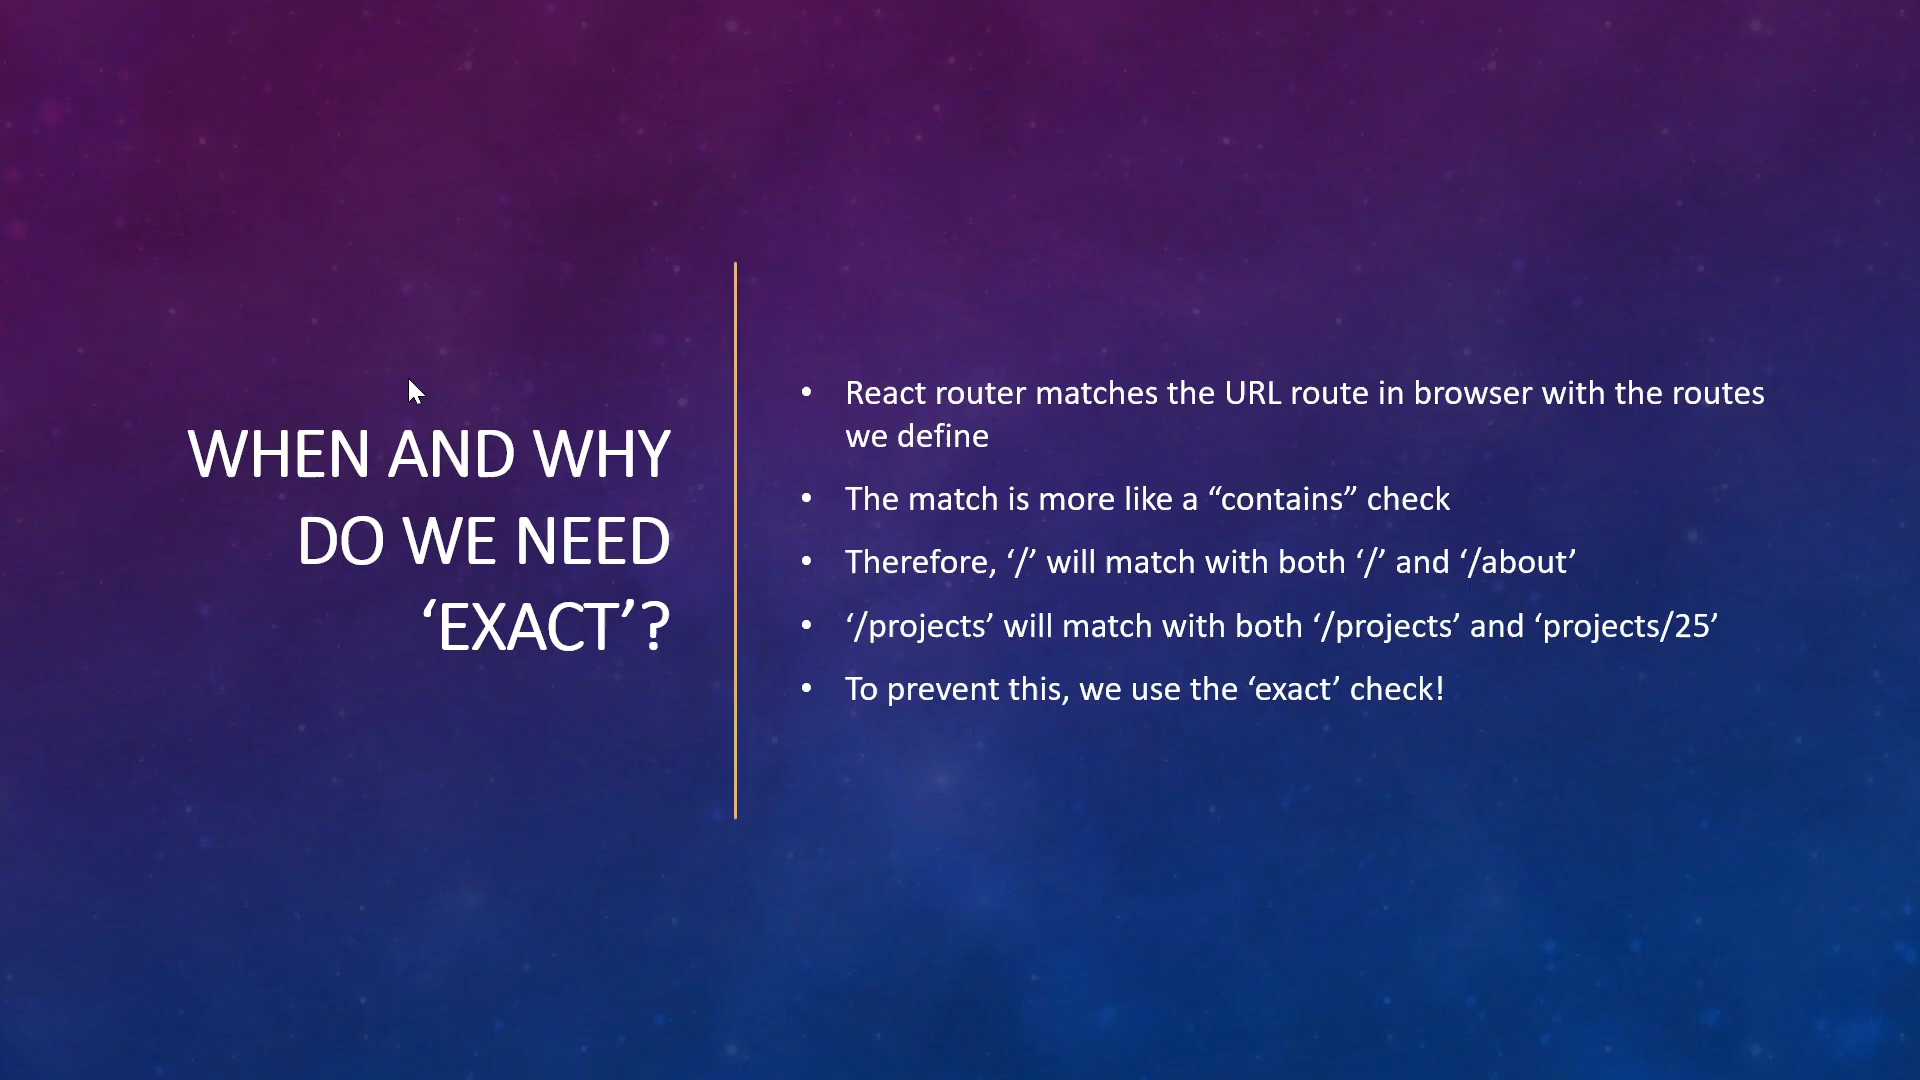 WHEN AND WHY
DO WE NEED
‘EXACT’?
• React router matches the URL route in browser with the routes
we define
• The match is more like a “contains” check
• Therefore, ‘/’ will match with both ‘/’ and ‘/about’
• ‘/projects’ will match with both ‘/projects’ and ‘projects/25’
• To prevent this, we use the ‘exact’ check!